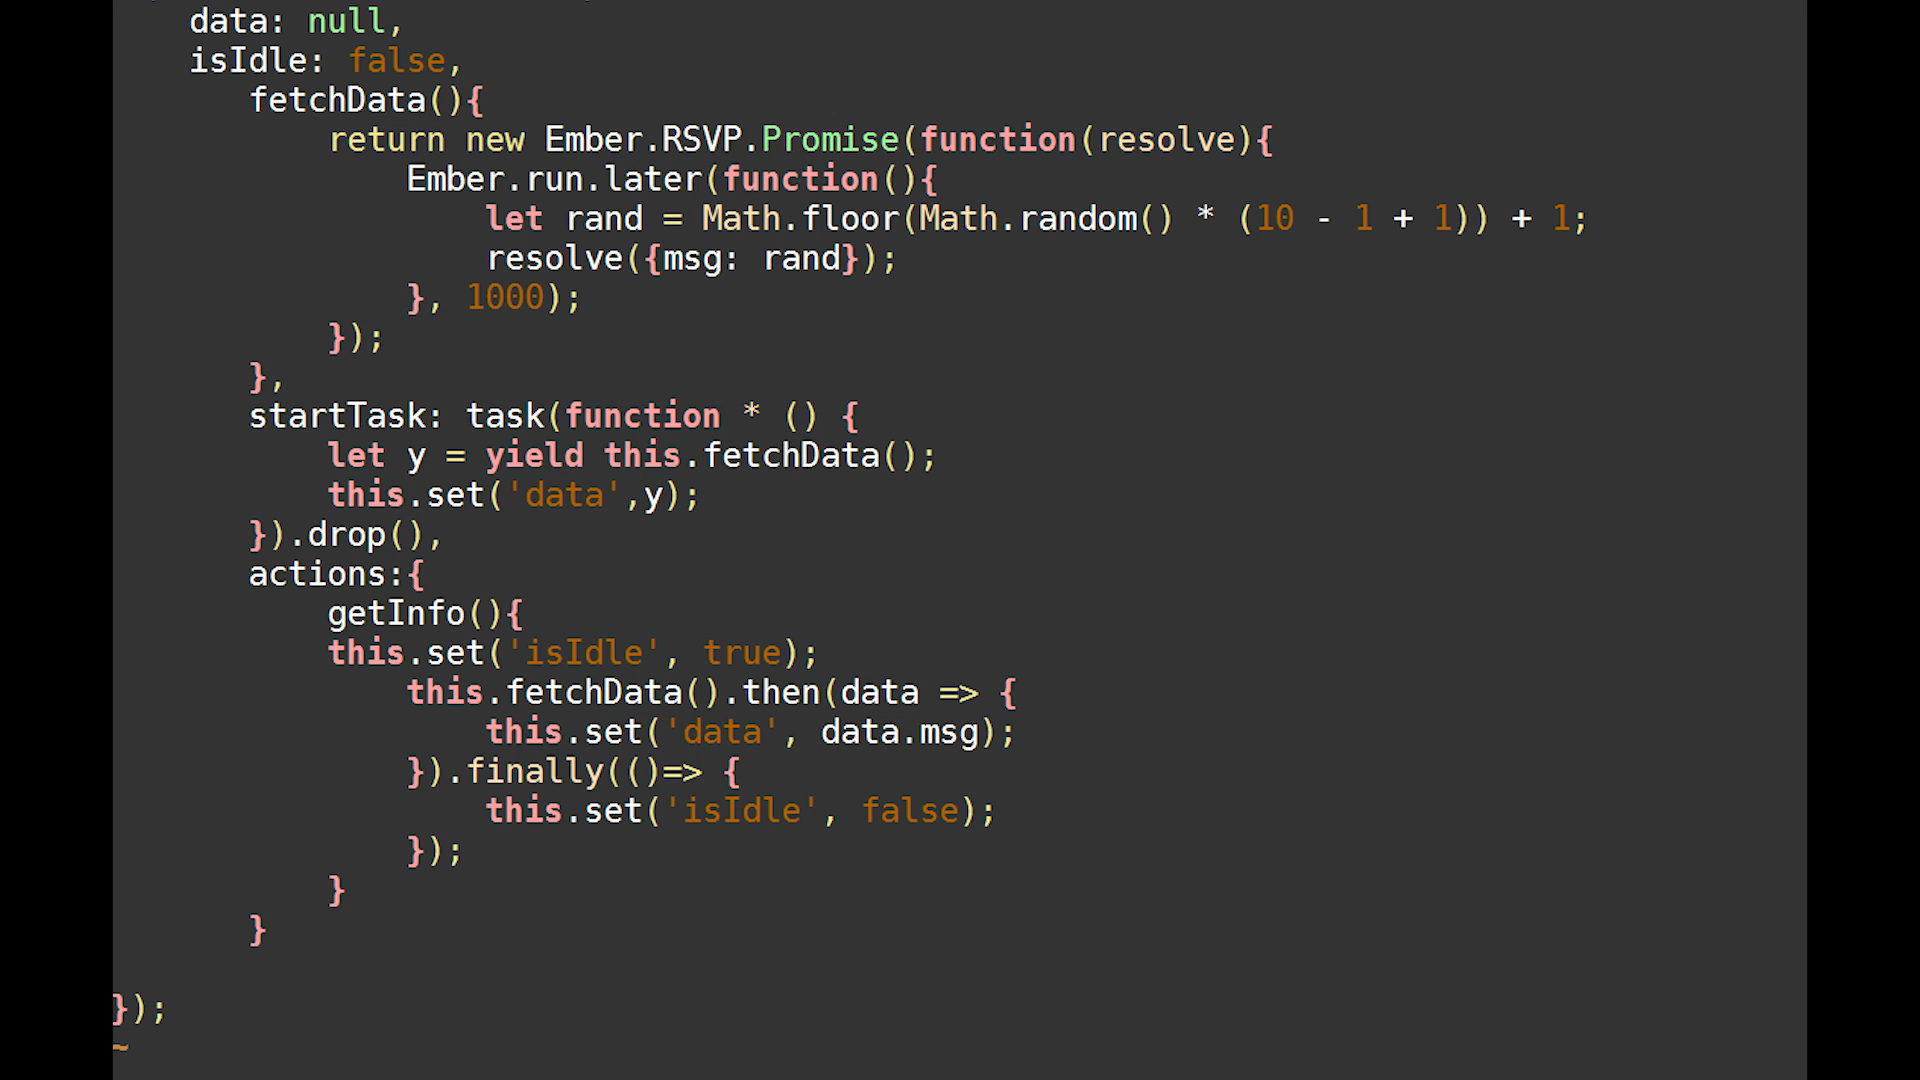 data: null,
isIdle: false,
fetchData(){
return new Ember.RSVP.Promise(function(resolve){
Ember.run.later(function(){
let rand = Math.floor(Math.random() * (10 - 1 + 1)) + 1;
resolve({msg: rand});
}, 1000);
});
},
startTask: task(function * () {
let y = yield this.fetchData();
this.set('data',y);
}).drop(),
actions:{
getInfo(){
this.set('isIdle', true);
this.fetchData().then(data => {
this.set('data', data.msg);
}).finally(()=> {
this.set('isIdle', false);
});
}
}
});
~